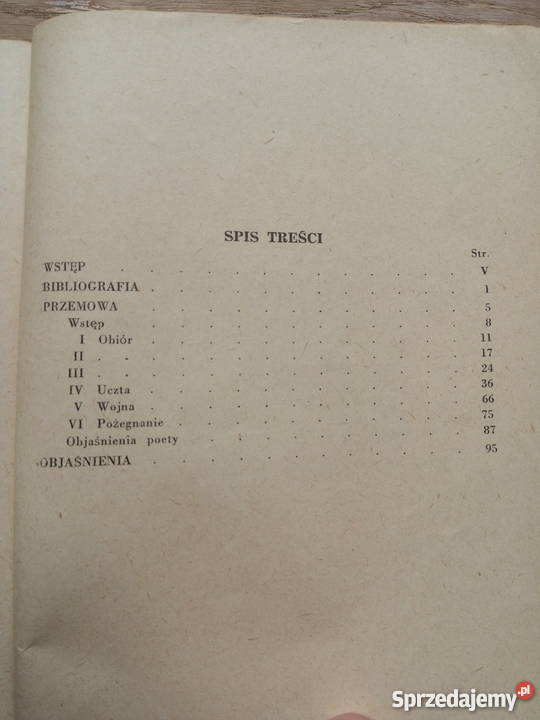 SPIS TREŚCI
Str.
WSTĘP . . . . . . . . . . . . V
BIBLIOGRAFIA . . . . . . . . . . . 1
PRZEMOWA . . . . . . . . . . . 5
Wstęp . . . . . . . . . . . 8
I Obiór . . . . . . . . . . . 11
II . . . . . . . . . . . . 17
III . . . . . . . . . . . . 24
IV Uczta . . . . . . . . . . . 36
V Wojna . . . . . . . . . . . 66
VI Pożegnanie . . . . . . . . . . 75
Objaśnienia poety . . . . . . . . . 87
OBJAŚNIENIA . . . . . . . . . . . 95
Sprzedajemy.pl